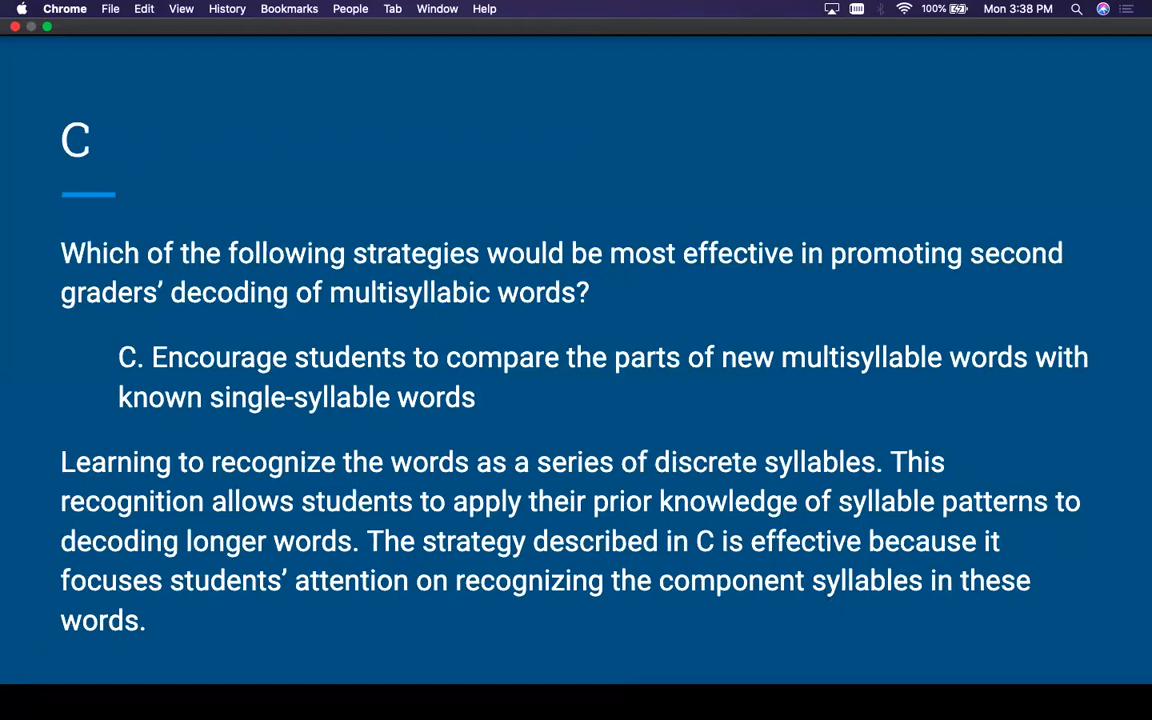 Chrome File Edit View History Bookmarks People Tab Window Help 100% Mon 3:38 PM
C
Which of the following strategies would be most effective in promoting second
graders’ decoding of multisyllabic words?
C. Encourage students to compare the parts of new multisyllable words with
known single-syllable words
Learning to recognize the words as a series of discrete syllables. This
recognition allows students to apply their prior knowledge of syllable patterns to
decoding longer words. The strategy described in C is effective because it
focuses students’ attention on recognizing the component syllables in these
words.